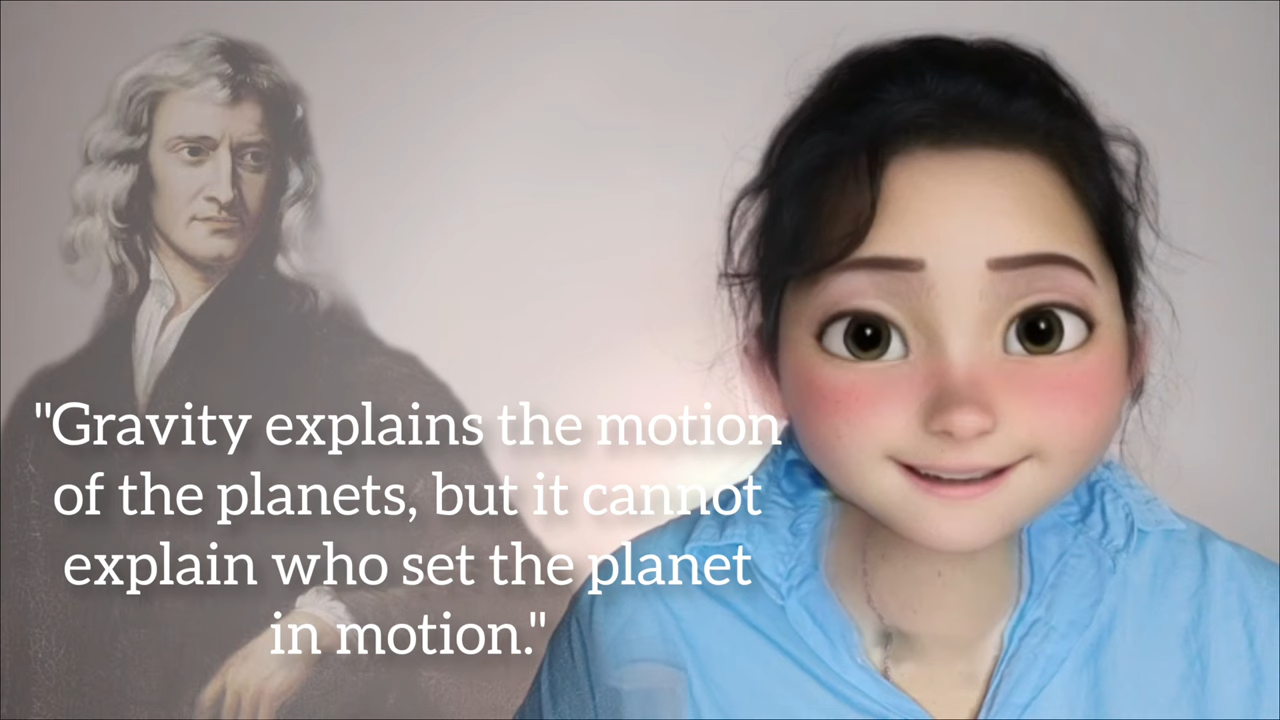 "Gravity explains the motion
of the planets, but it cannot
explain who set the planet
in motion."